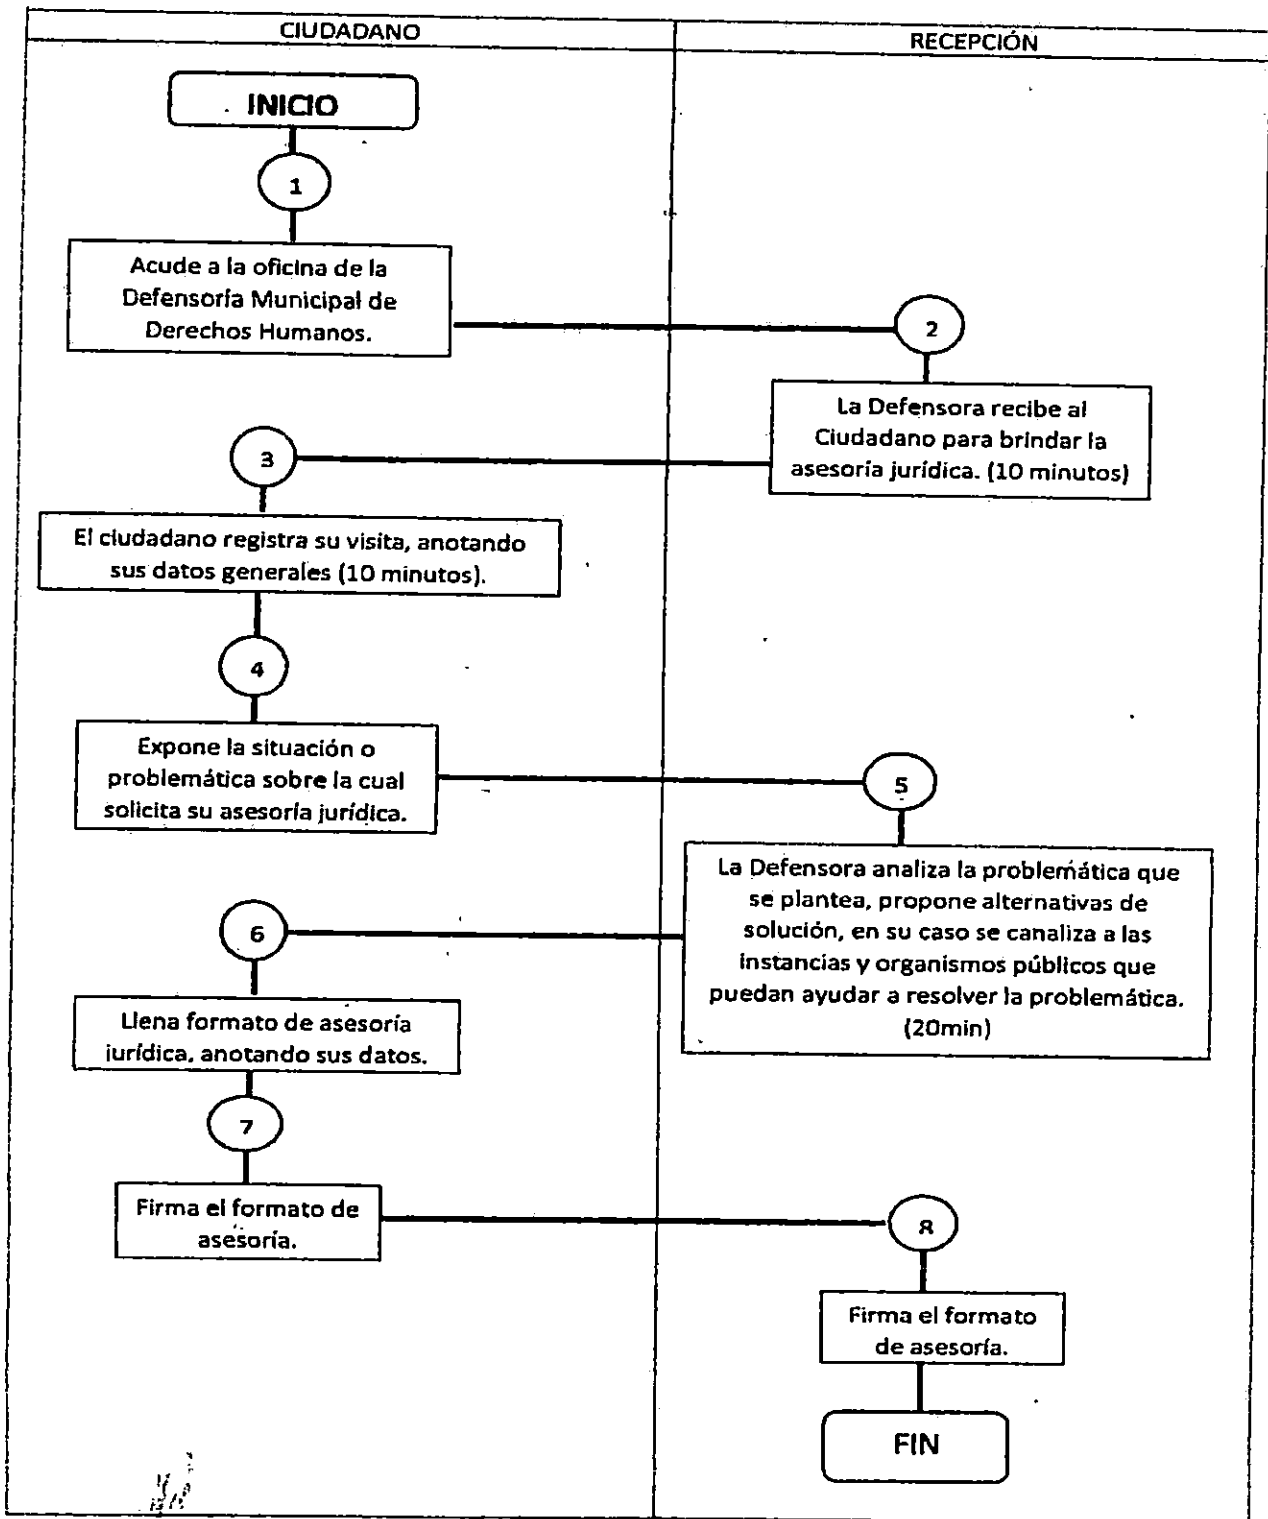 CIUDADANO
RECEPCIÓN
INICIO
1
Acude a la oficina de la
Defensoría Municipal de
Derechos Humanos.
2
La Defensora recibe al
Ciudadano para brindar la
asesoría jurídica. (10 minutos)
3
El ciudadano registra su visita, anotando
sus datos generales (10 minutos).
4
Expone la situación o
problemática sobre la cual
solicita su asesoría jurídica.
5
La Defensora analiza la problemática que
se plantea, propone alternativas de
solución, en su caso se canaliza a las
instancias y organismos públicos que
puedan ayudar a resolver la problemática.
(20min)
6
Llena formato de asesoría
jurídica, anotando sus datos.
7
Firma el formato de
asesoría.
8
Firma el formato
de asesoría.
FIN